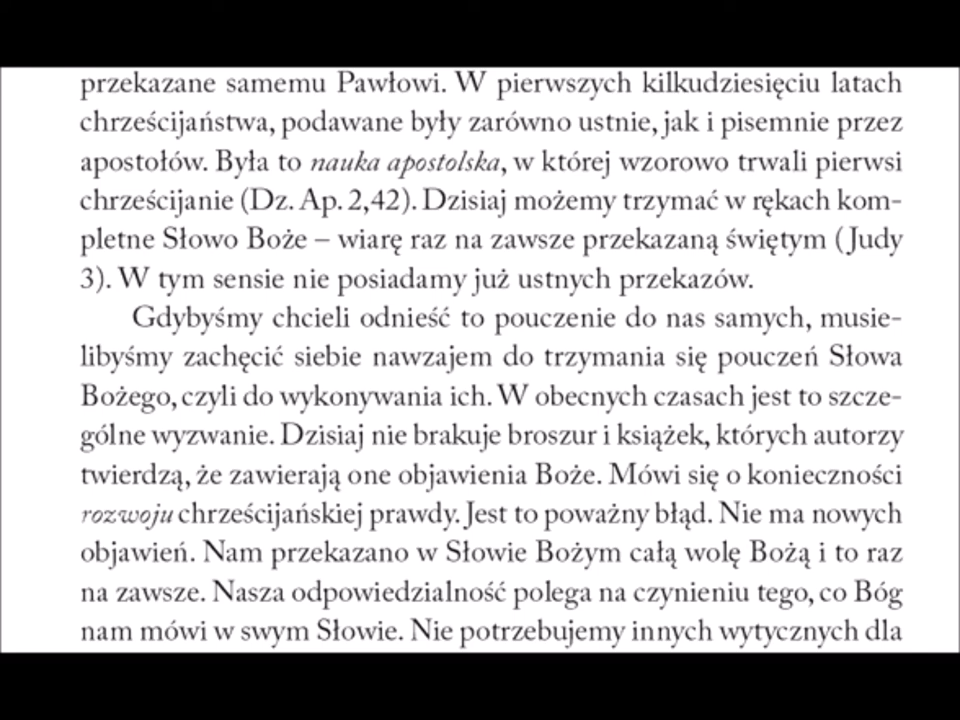 przekazane samemu Pawłowi. W pierwszych kilkudziesięciu latach
chrześcijaństwa, podawane były zarówno ustnie, jak i pisemnie przez
apostołów. Była to nauka apostolska, w której wzorowo trwali pierwsi
chrześcijanie (Dz. Ap. 2,42). Dzisiaj możemy trzymać w rękach kom-
pletne Słowo Boże – wiarę raz na zawsze przekazaną świętym (Judy
3). W tym sensie nie posiadamy już ustnych przekazów.
Gdybyśmy chcieli odnieść to pouczenie do nas samych, musie-
libyśmy zachęcić siebie nawzajem do trzymania się pouczeń Słowa
Bożego, czyli do wykonywania ich. W obecnych czasach jest to szcze-
gólne wyzwanie. Dzisiaj nie brakuje broszur i książek, których autorzy
twierdzą, że zawierają one objawienia Boże. Mówi się o konieczności
rozwoju chrześcijańskiej prawdy. Jest to poważny błąd. Nie ma nowych
objawień. Nam przekazano w Słowie Bożym całą wolę Bożą i to raz
na zawsze. Nasza odpowiedzialność polega na czynieniu tego, co Bóg
nam mówi w swym Słowie. Nie potrzebujemy innych wytycznych dla